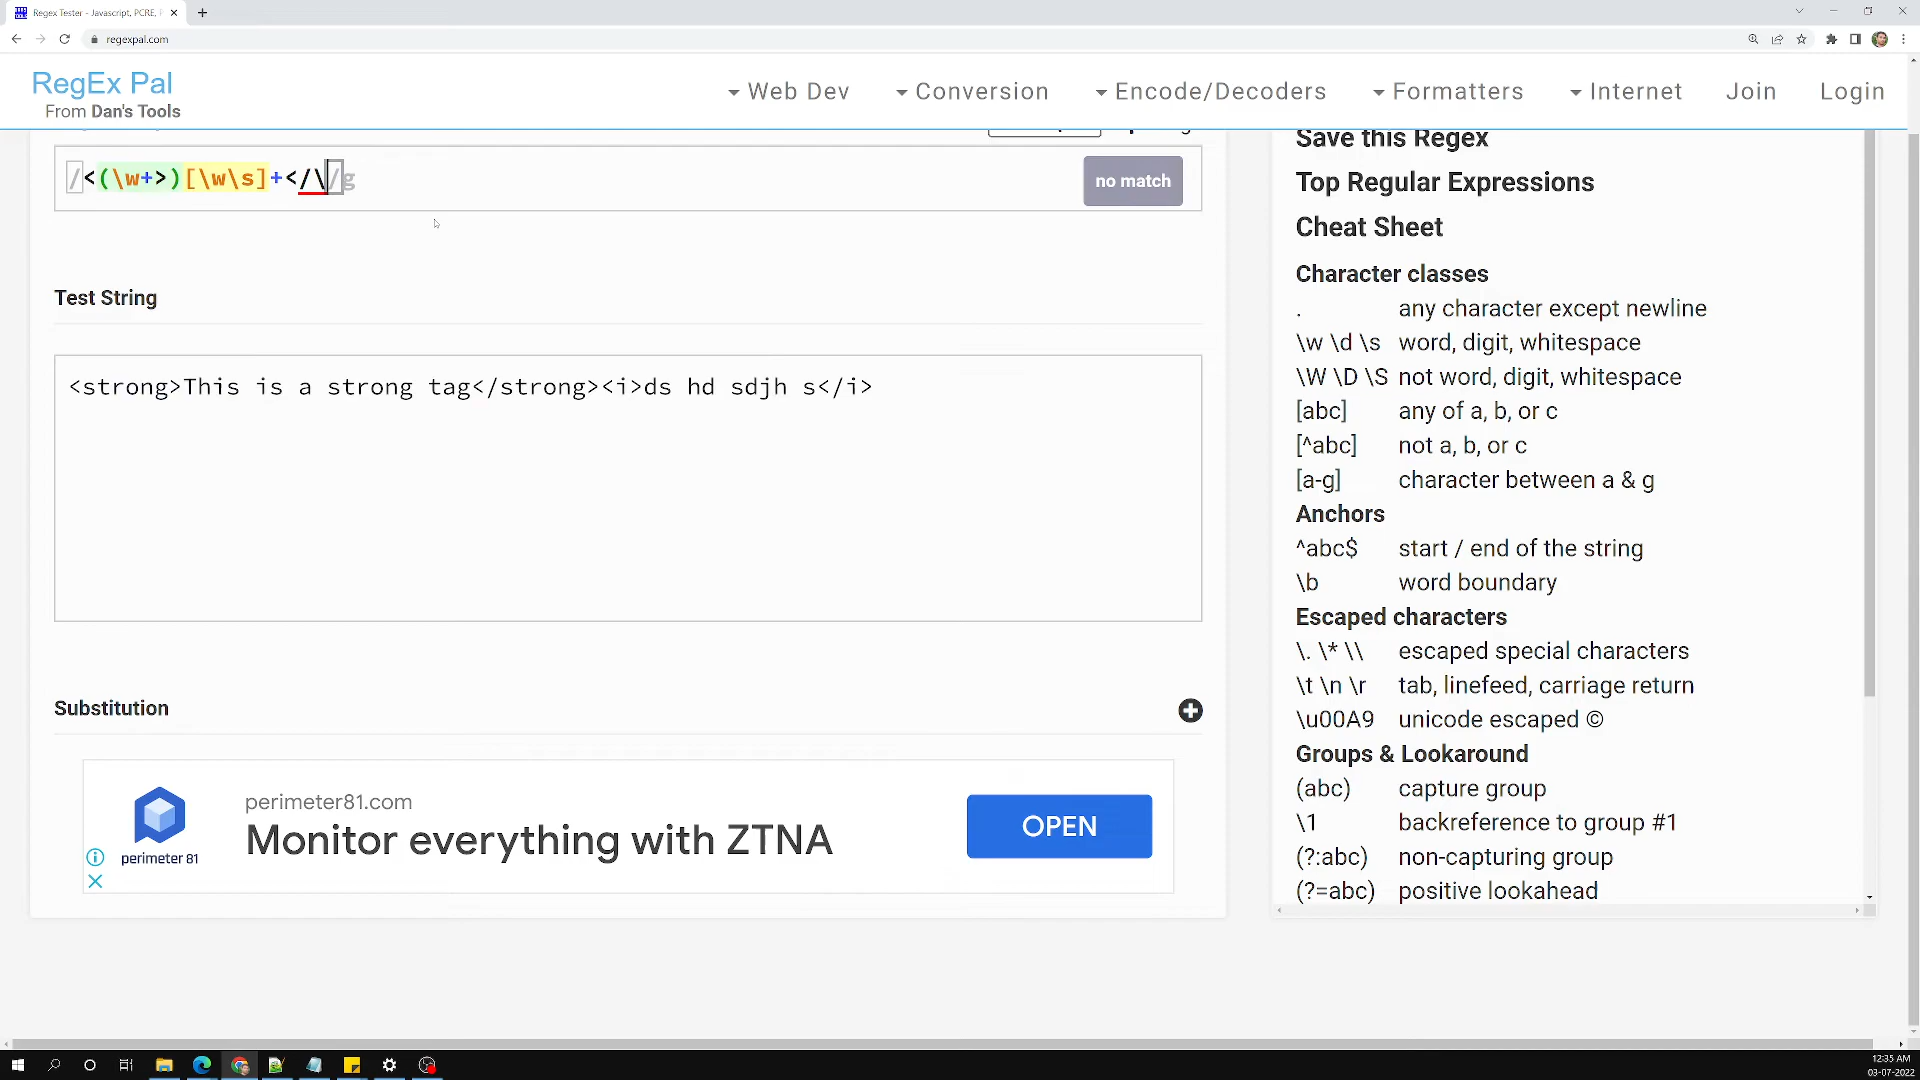 Regex Tester - Javascript, PCRE,
regexpal.com
RegEx Pal
From Dan's Tools
Web Dev
Conversion
Encode/Decoders
Formatters
Internet
Join
Login
/<(\w+>)[\w\s]+</\/g
no match
Test String
<strong>This is a strong tag</strong><i>ds hd sdjh s</i>
Substitution
perimeter 81
perimeter81.com
Monitor everything with ZTNA
OPEN
Save this Regex
Top Regular Expressions
Cheat Sheet
Character classes
. any character except newline
\w \d \s word, digit, whitespace
\W \D \S not word, digit, whitespace
[abc] any of a, b, or c
[^abc] not a, b, or c
[a-g] character between a & g
Anchors
^abc$ start / end of the string
\b word boundary
Escaped characters
\. \* \\ escaped special characters
\t \n \r tab, linefeed, carriage return
\u00A9 unicode escaped ©
Groups & Lookaround
(abc) capture group
\1 backreference to group #1
(?:abc) non-capturing group
(?=abc) positive lookahead
12:35 AM
03-07-2022